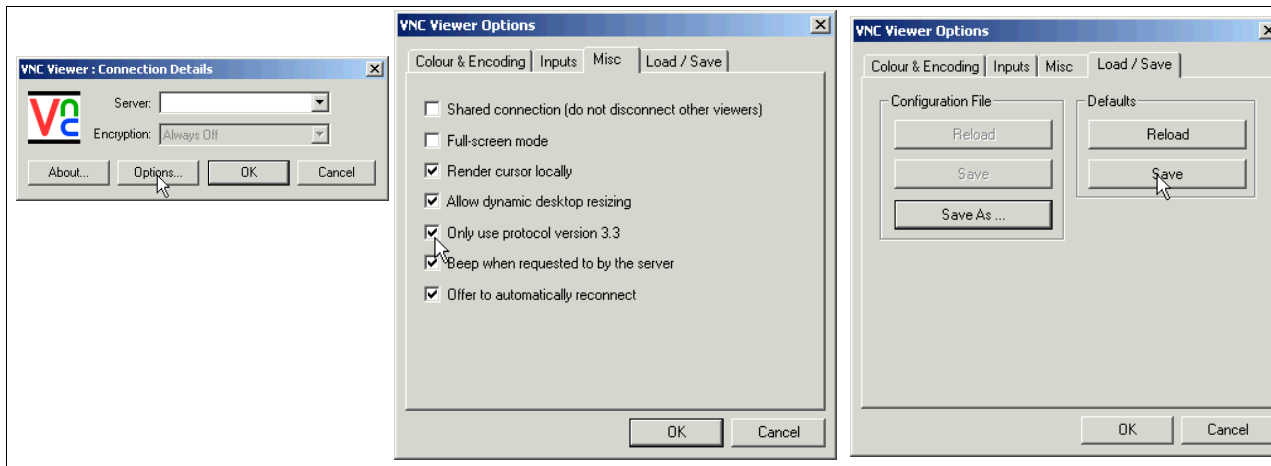 VNC Viewer : Connection Details
VNC
Server:
Encryption: Always Off
About... Options... OK Cancel
VNC Viewer Options
Colour & Encoding Inputs Misc Load / Save
Shared connection (do not disconnect other viewers)
Full-screen mode
Render cursor locally
Allow dynamic desktop resizing
Only use protocol version 3.3
Beep when requested to by the server
Offer to automatically reconnect
OK Cancel
VNC Viewer Options
Colour & Encoding Inputs Misc Load / Save
Configuration File Defaults
Reload Reload
Save Save
Save As ...
OK Cancel